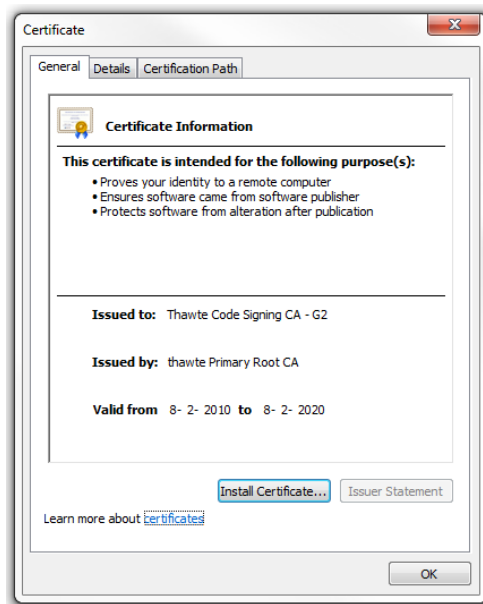 Certificate
General Details Certification Path
Certificate Information
This certificate is intended for the following purpose(s):
• Proves your identity to a remote computer
• Ensures software came from software publisher
• Protects software from alteration after publication
Issued to: Thawte Code Signing CA - G2
Issued by: thawte Primary Root CA
Valid from 8- 2- 2010 to 8- 2- 2020
Install Certificate... Issuer Statement
Learn more about certificates
OK